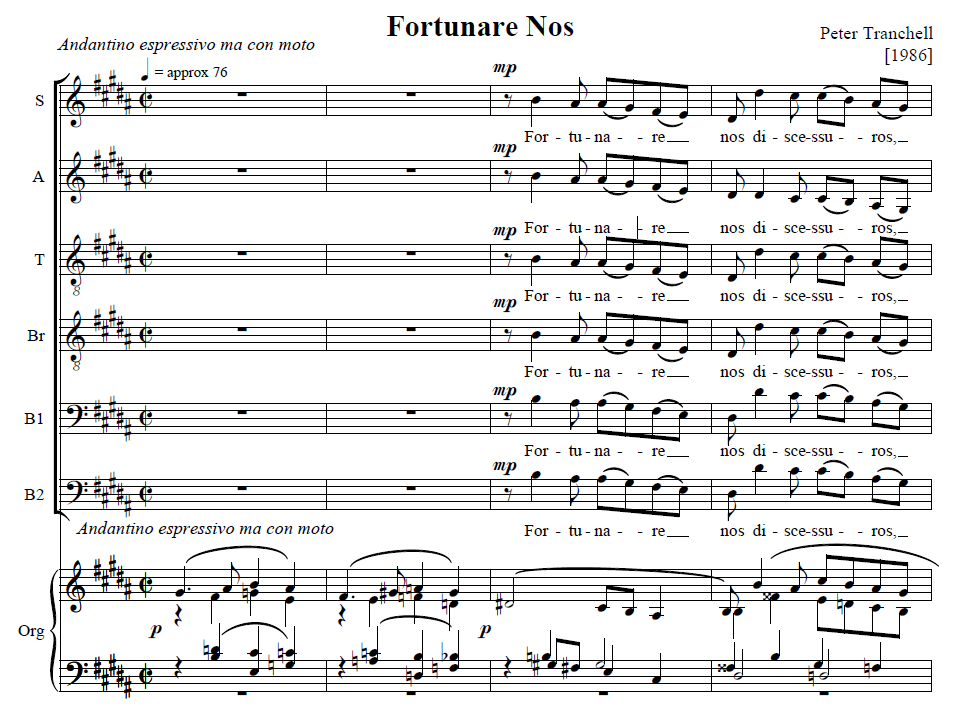 Fortunare Nos
Andantino espressivo ma con moto
Peter Tranchell
[1986]
= approx 76
mp
S
For - tu - na - - re nos di - sce-ssu - - ros,
mp
A
For - tu - na - - re nos di - sce-ssu - - ros,
mp
T
8
For - tu - na - - re nos di - sce-ssu - - ros,
mp
Br
8
For - tu - na - - re nos di - sce-ssu - - ros,
mp
B1
For - tu - na - - re nos di - sce-ssu - - ros,
mp
B2
Andantino espressivo ma con moto
For - tu - na - - re nos di - sce-ssu - - ros,
Org
p p